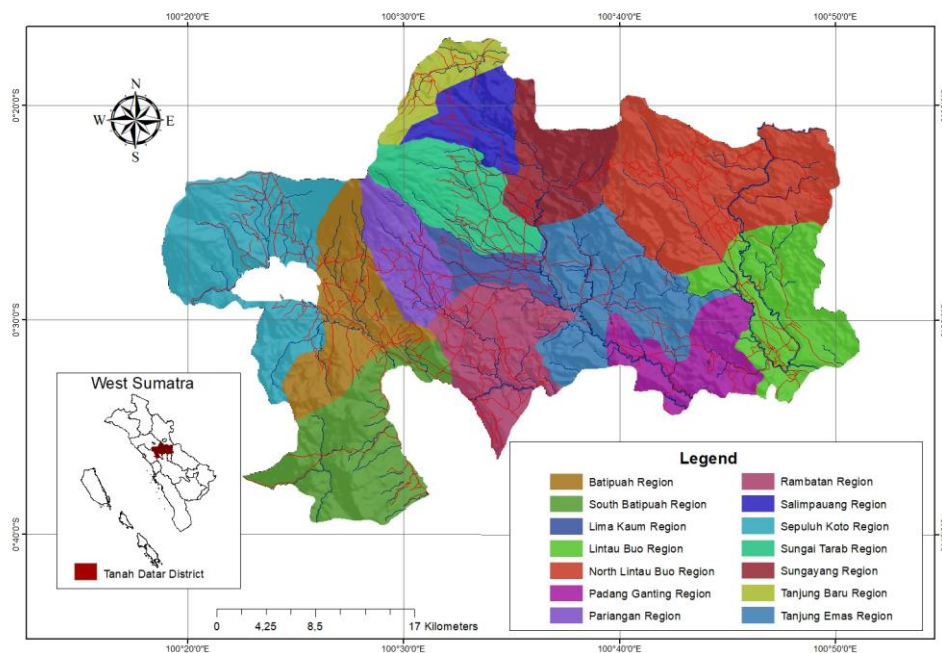 100°20'0"E 100°30'0"E 100°40'0"E 100°50'0"E
N
W E
S
0°20'0"S
0°30'0"S
0°40'0"S
West Sumatra
Tanah Datar District
0 4,25 8,5 17 Kilometers
Legend
Batipuah Region
South Batipuah Region
Lima Kaum Region
Lintau Buo Region
North Lintau Buo Region
Padang Ganting Region
Pariangan Region
Rambatan Region
Salimpauang Region
Sepuluh Koto Region
Sungai Tarab Region
Sungayang Region
Tanjung Baru Region
Tanjung Emas Region
100°20'0"E 100°30'0"E 100°40'0"E 100°50'0"E